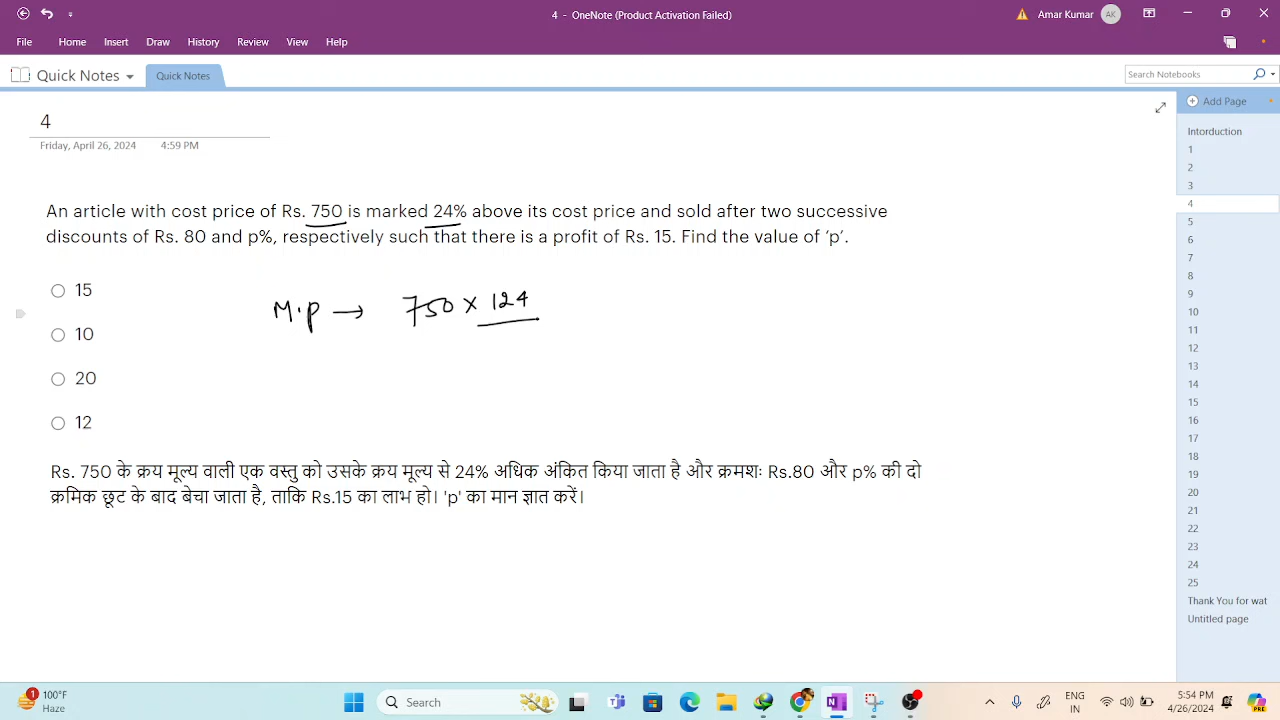 4 - OneNote (Product Activation Failed)
Amar Kumar AK
File Home Insert Draw History Review View Help
Quick Notes Quick Notes
Search Notebooks
4
Friday, April 26, 2024 4:59 PM
An article with cost price of Rs. 750 is marked 24% above its cost price and sold after two successive
discounts of Rs. 80 and p%, respectively such that there is a profit of Rs. 15. Find the value of ‘p’.
15
10
20
12
M.p → 750 × 124
Rs. 750 के क्रय मूल्य वाली एक वस्तु को उसके क्रय मूल्य से 24% अधिक अंकित किया जाता है और क्रमशः Rs.80 और p% की दो
क्रमिक छूट के बाद बेचा जाता है, ताकि Rs.15 का लाभ हो। 'p' का मान ज्ञात करें।
Add Page
Intorduction
1
2
3
4
5
6
7
8
9
10
11
12
13
14
15
16
17
18
19
20
21
22
23
24
25
Thank You for wat
Untitled page
1 100°F
Haze
Search
ENG
IN
5:54 PM
4/26/2024